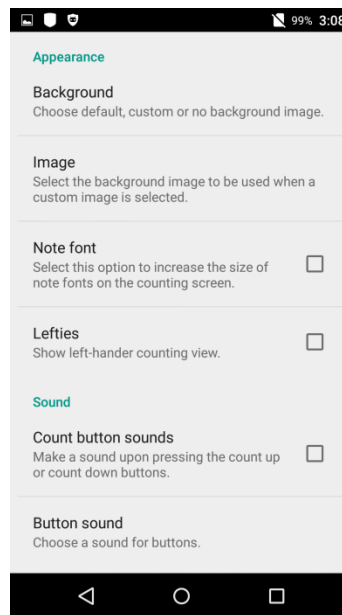 99% 3:08
Appearance
Background
Choose default, custom or no background image.
Image
Select the background image to be used when a
custom image is selected.
Note font
Select this option to increase the size of
note fonts on the counting screen.
Lefties
Show left-hander counting view.
Sound
Count button sounds
Make a sound upon pressing the count up
or count down buttons.
Button sound
Choose a sound for buttons.